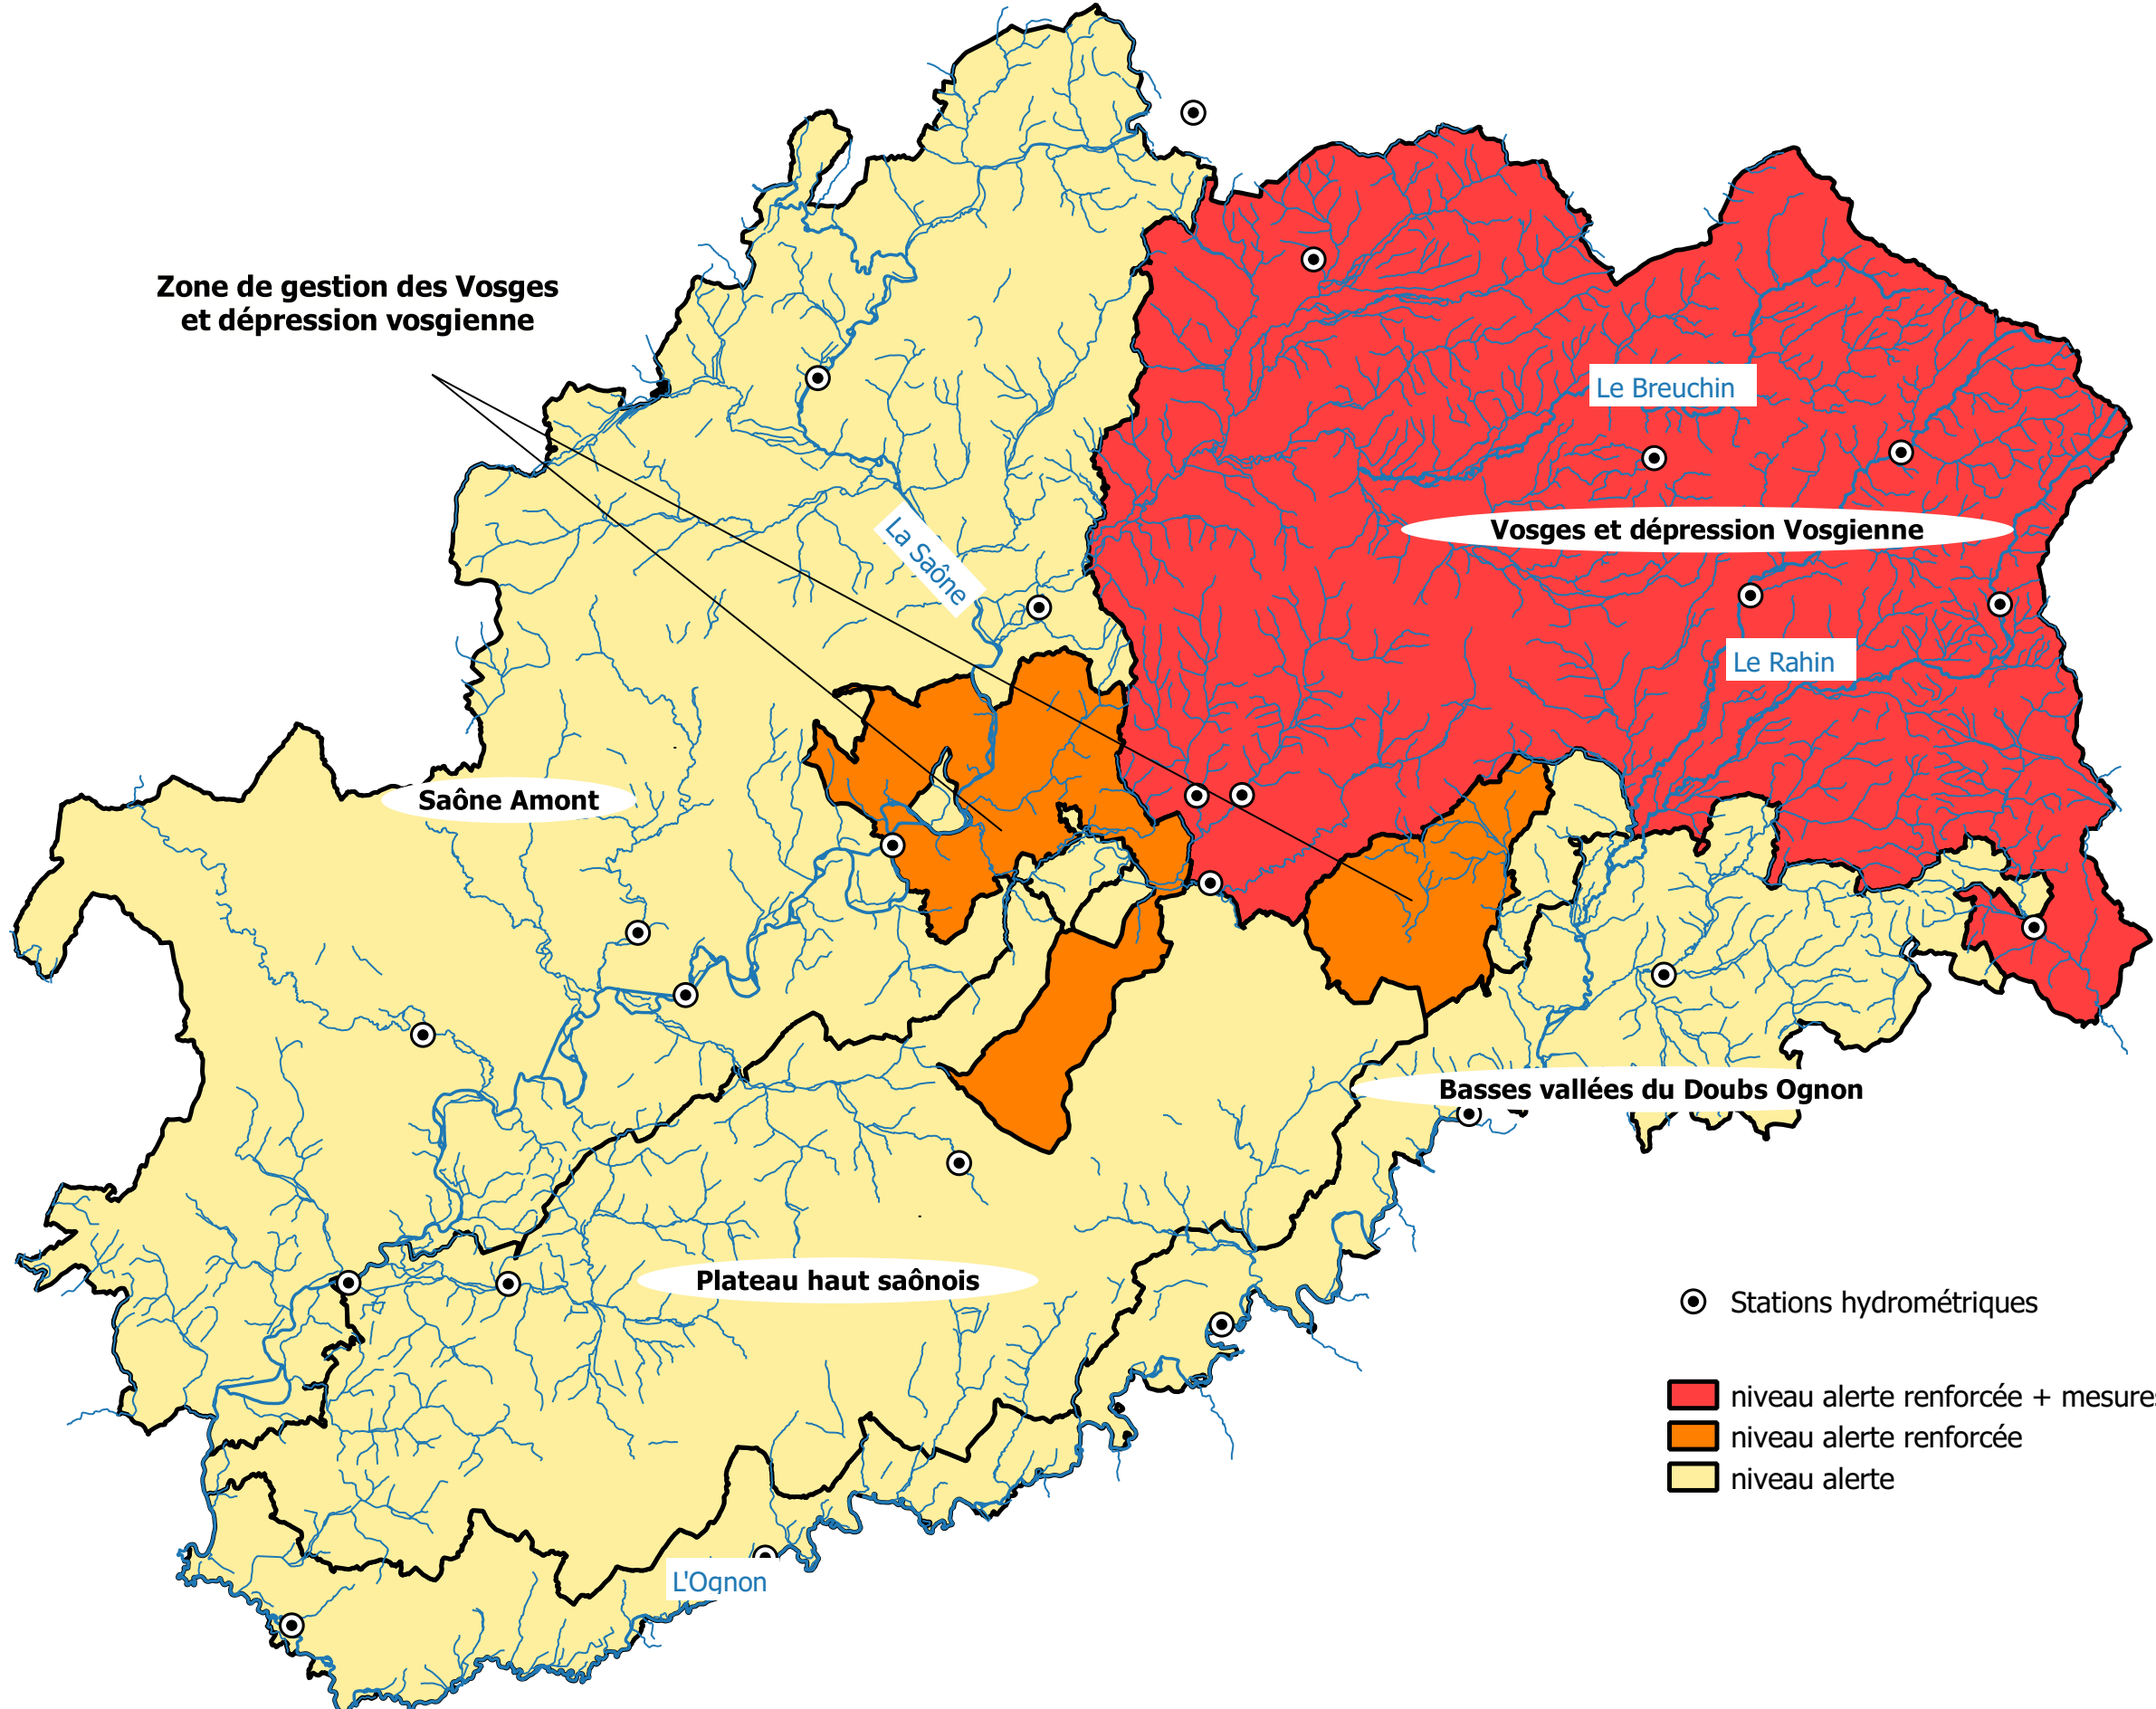 Zone de gestion des Vosges
et dépression vosgienne
Le Breuchin
Vosges et dépression Vosgienne
La Saône
Le Rahin
Saône Amont
Basses vallées du Doubs Ognon
Plateau haut saônois
Stations hydrométriques
niveau alerte renforcée + mesure
niveau alerte renforcée
niveau alerte
L'Ognon